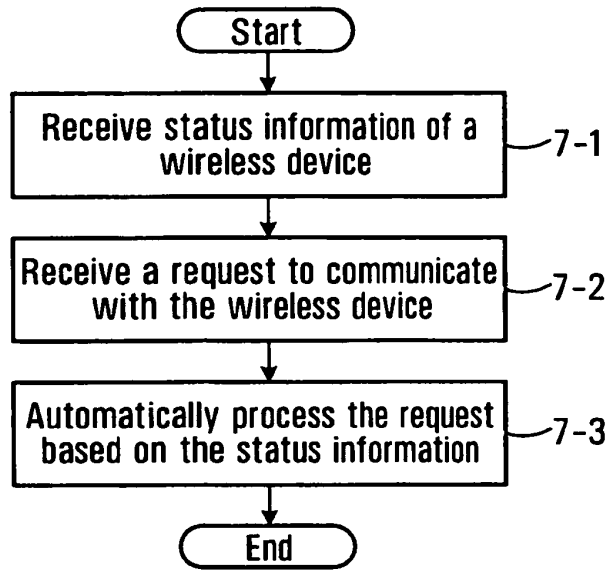 Start
Receive status information of a
wireless device
7-1
Receive a request to communicate
with the wireless device
7-2
Automatically process the request
based on the status information
7-3
End